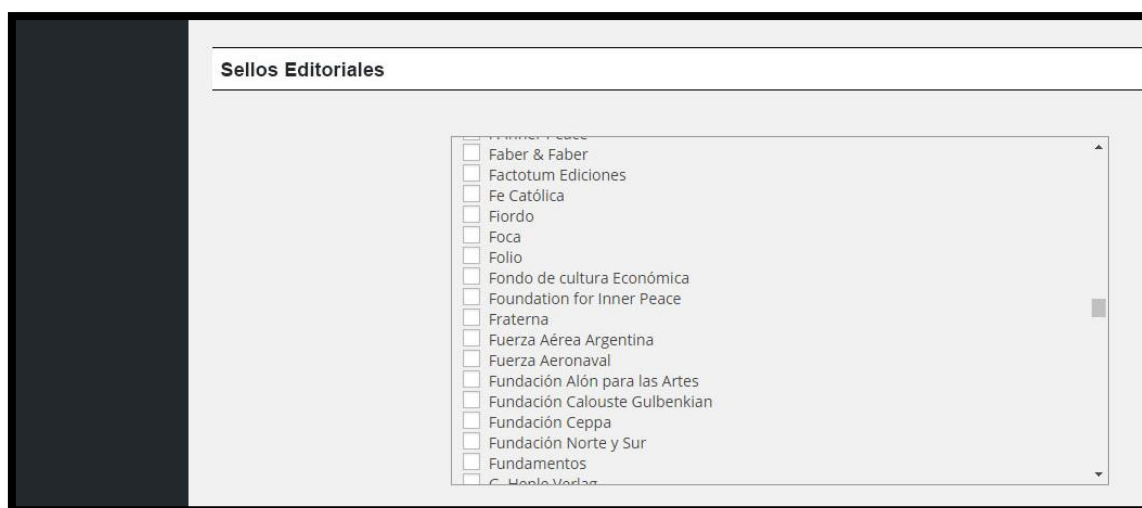 Sellos Editoriales
Faber & Faber
Factotum Ediciones
Fe Católica
Fiordo
Foca
Folio
Fondo de cultura Económica
Foundation for Inner Peace
Fraterna
Fuerza Aérea Argentina
Fuerza Aeronaval
Fundación Alón para las Artes
Fundación Calouste Gulbenkian
Fundación Ceppa
Fundación Norte y Sur
Fundamentos